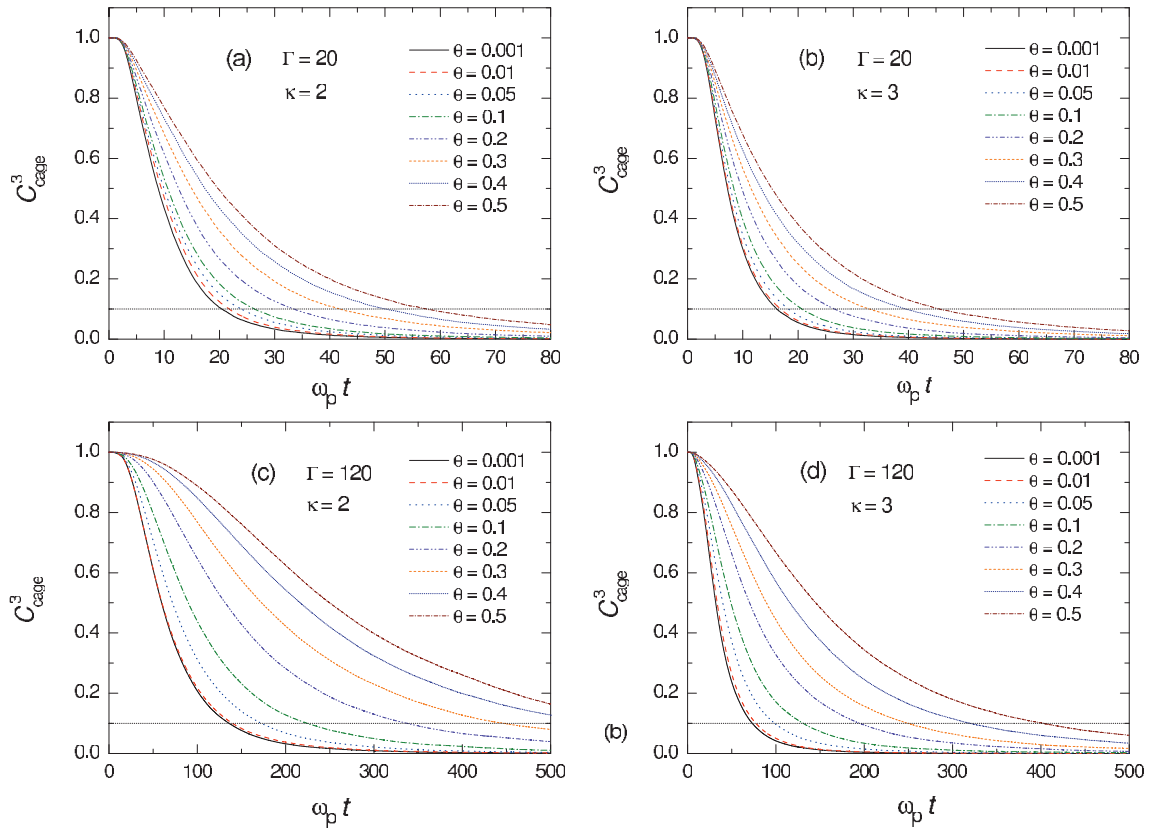 (a) Γ = 20
κ = 2
θ = 0.001
θ = 0.01
θ = 0.05
θ = 0.1
θ = 0.2
θ = 0.3
θ = 0.4
θ = 0.5
1.0
0.8
0.6
0.4
0.2
0.0
C³cage
0 10 20 30 40 50 60 70 80
ωp t
(b) Γ = 20
κ = 3
θ = 0.001
θ = 0.01
θ = 0.05
θ = 0.1
θ = 0.2
θ = 0.3
θ = 0.4
θ = 0.5
1.0
0.8
0.6
0.4
0.2
0.0
C³cage
0 10 20 30 40 50 60 70 80
ωp t
(c) Γ = 120
κ = 2
θ = 0.001
θ = 0.01
θ = 0.05
θ = 0.1
θ = 0.2
θ = 0.3
θ = 0.4
θ = 0.5
1.0
0.8
0.6
0.4
0.2
0.0
C³cage
0 100 200 300 400 500
ωp t
(d) Γ = 120
κ = 3
θ = 0.001
θ = 0.01
θ = 0.05
θ = 0.1
θ = 0.2
θ = 0.3
θ = 0.4
θ = 0.5
1.0
0.8
0.6
0.4
0.2
0.0
(b)
C³cage
0 100 200 300 400 500
ωp t